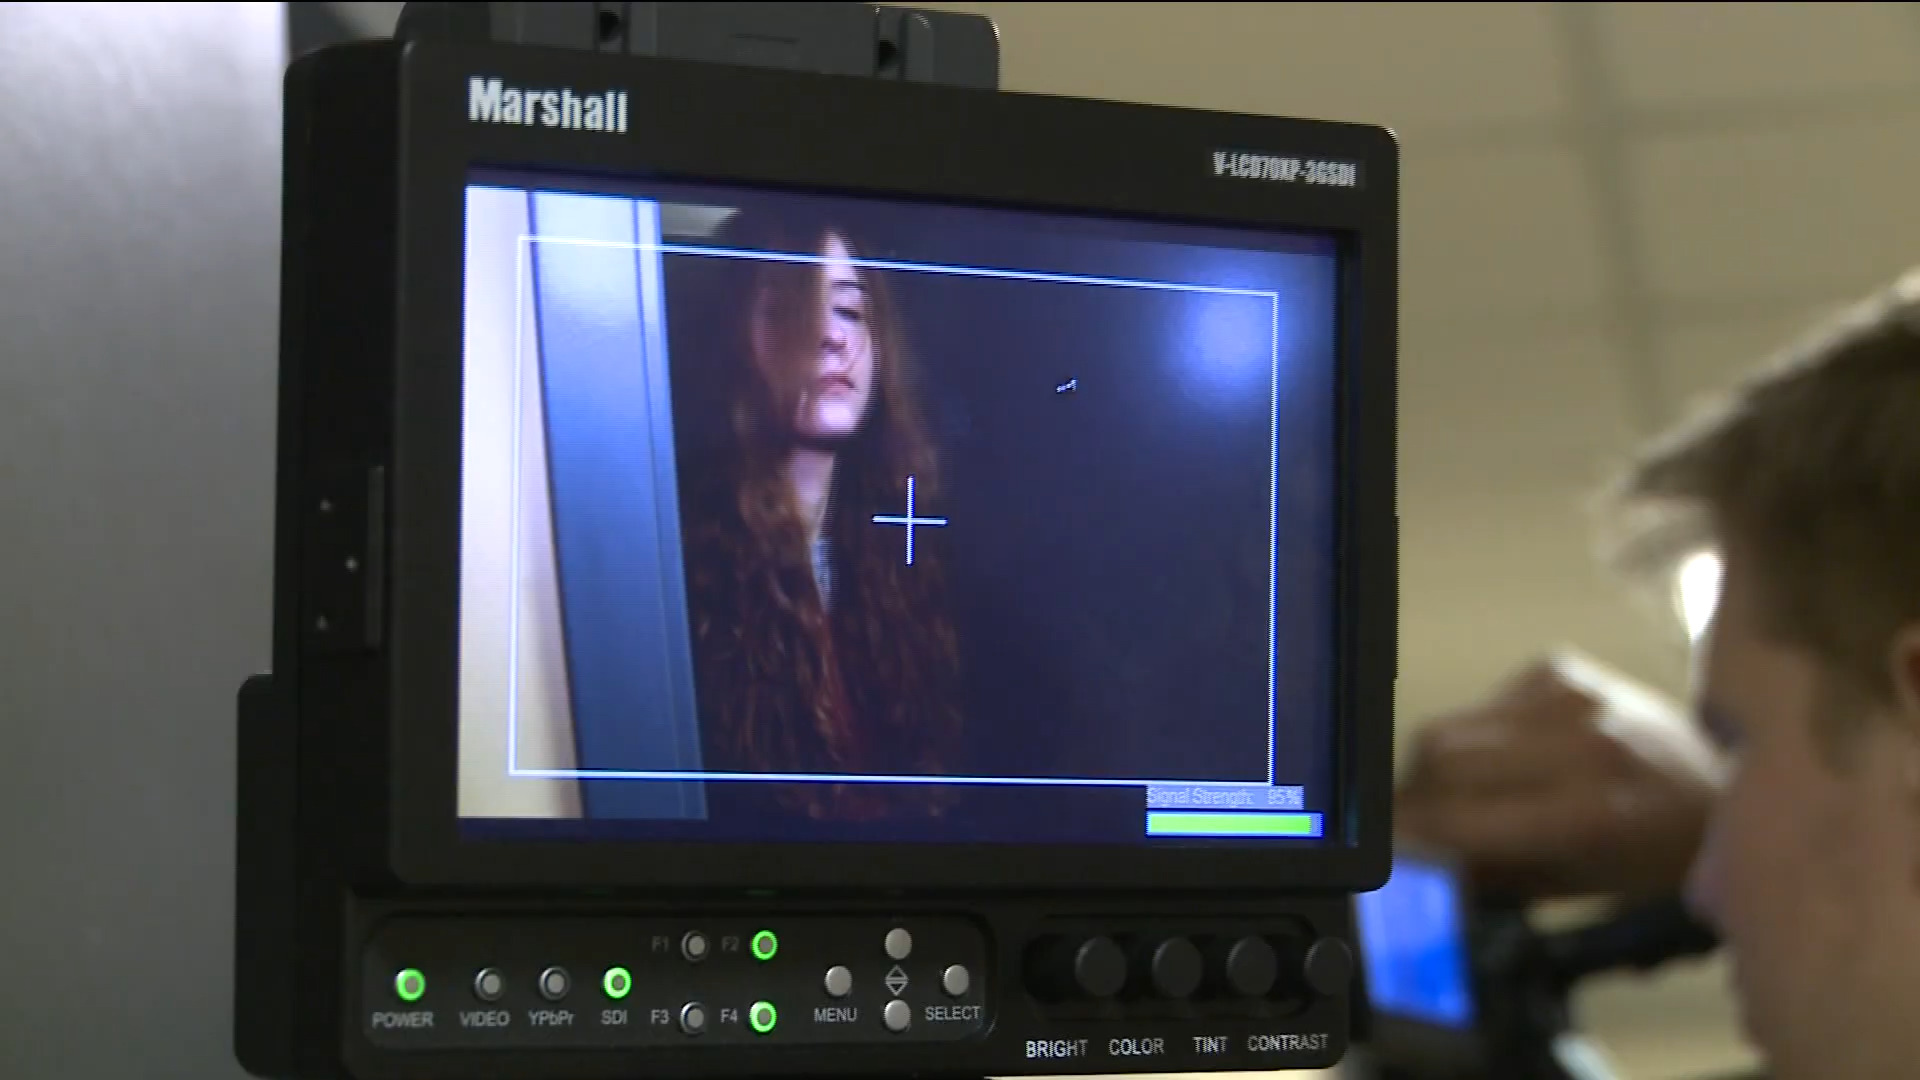 Marshall
V-LCD70XP-3GSDI
Signal Strength: 95%
F1 F2
POWER VIDEO YPbPr SDI F3 F4 MENU SELECT
BRIGHT COLOR TINT CONTRAST